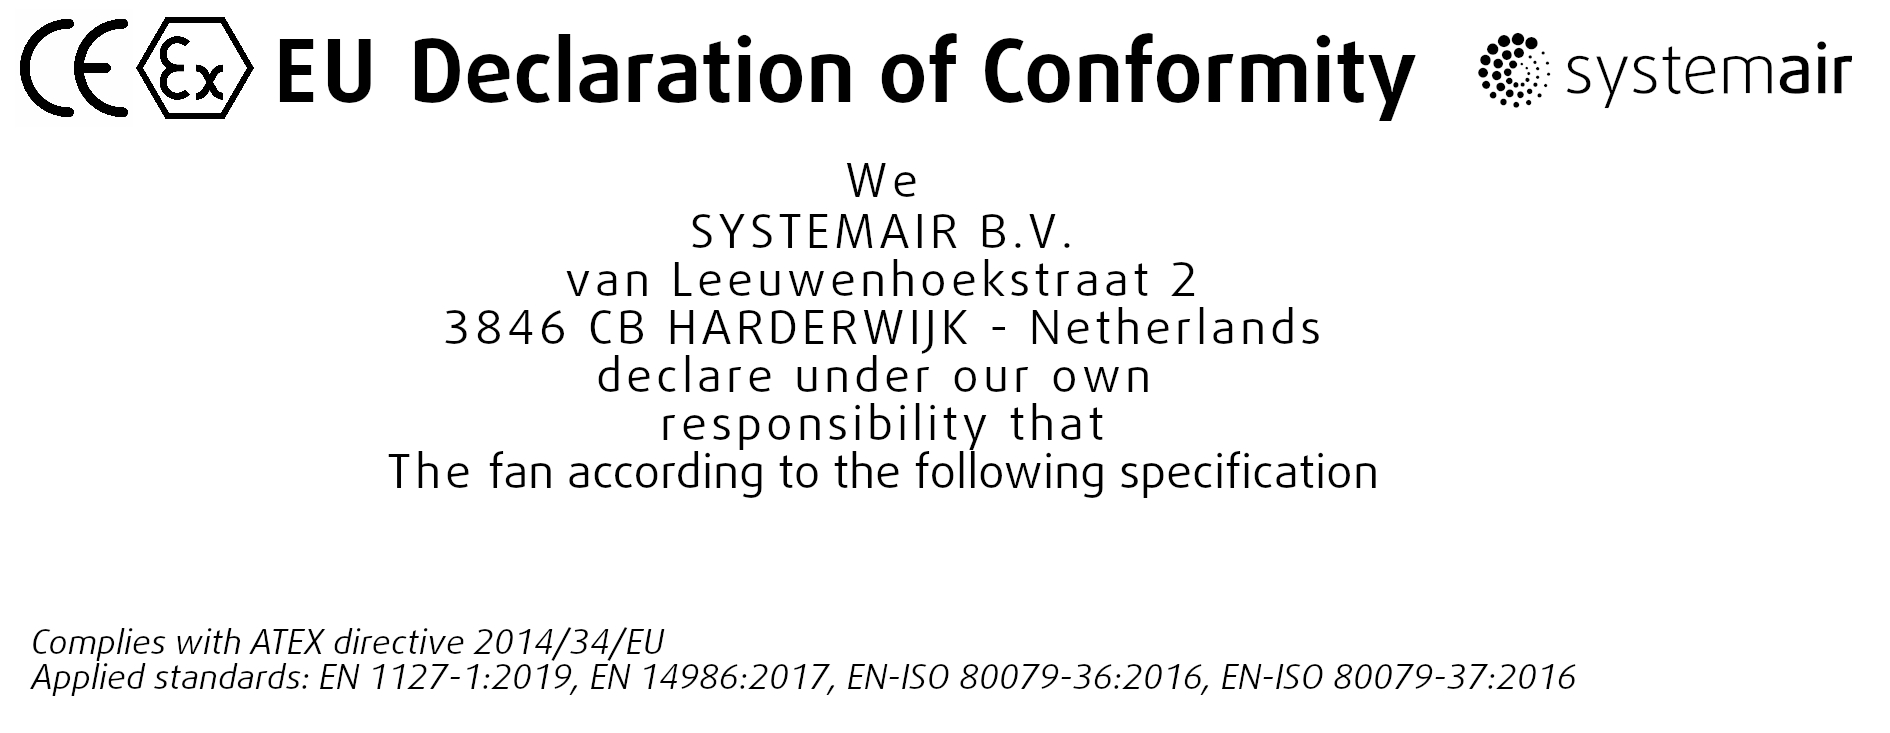 CE Ex EU Declaration of Conformity systemair
We
SYSTEMAIR B.V.
van Leeuwenhoekstraat 2
3846 CB HARDERWIJK - Netherlands
declare under our own
responsibility that
The fan according to the following specification
Complies with ATEX directive 2014/34/EU
Applied standards: EN 1127-1:2019, EN 14986:2017, EN-ISO 80079-36:2016, EN-ISO 80079-37:2016